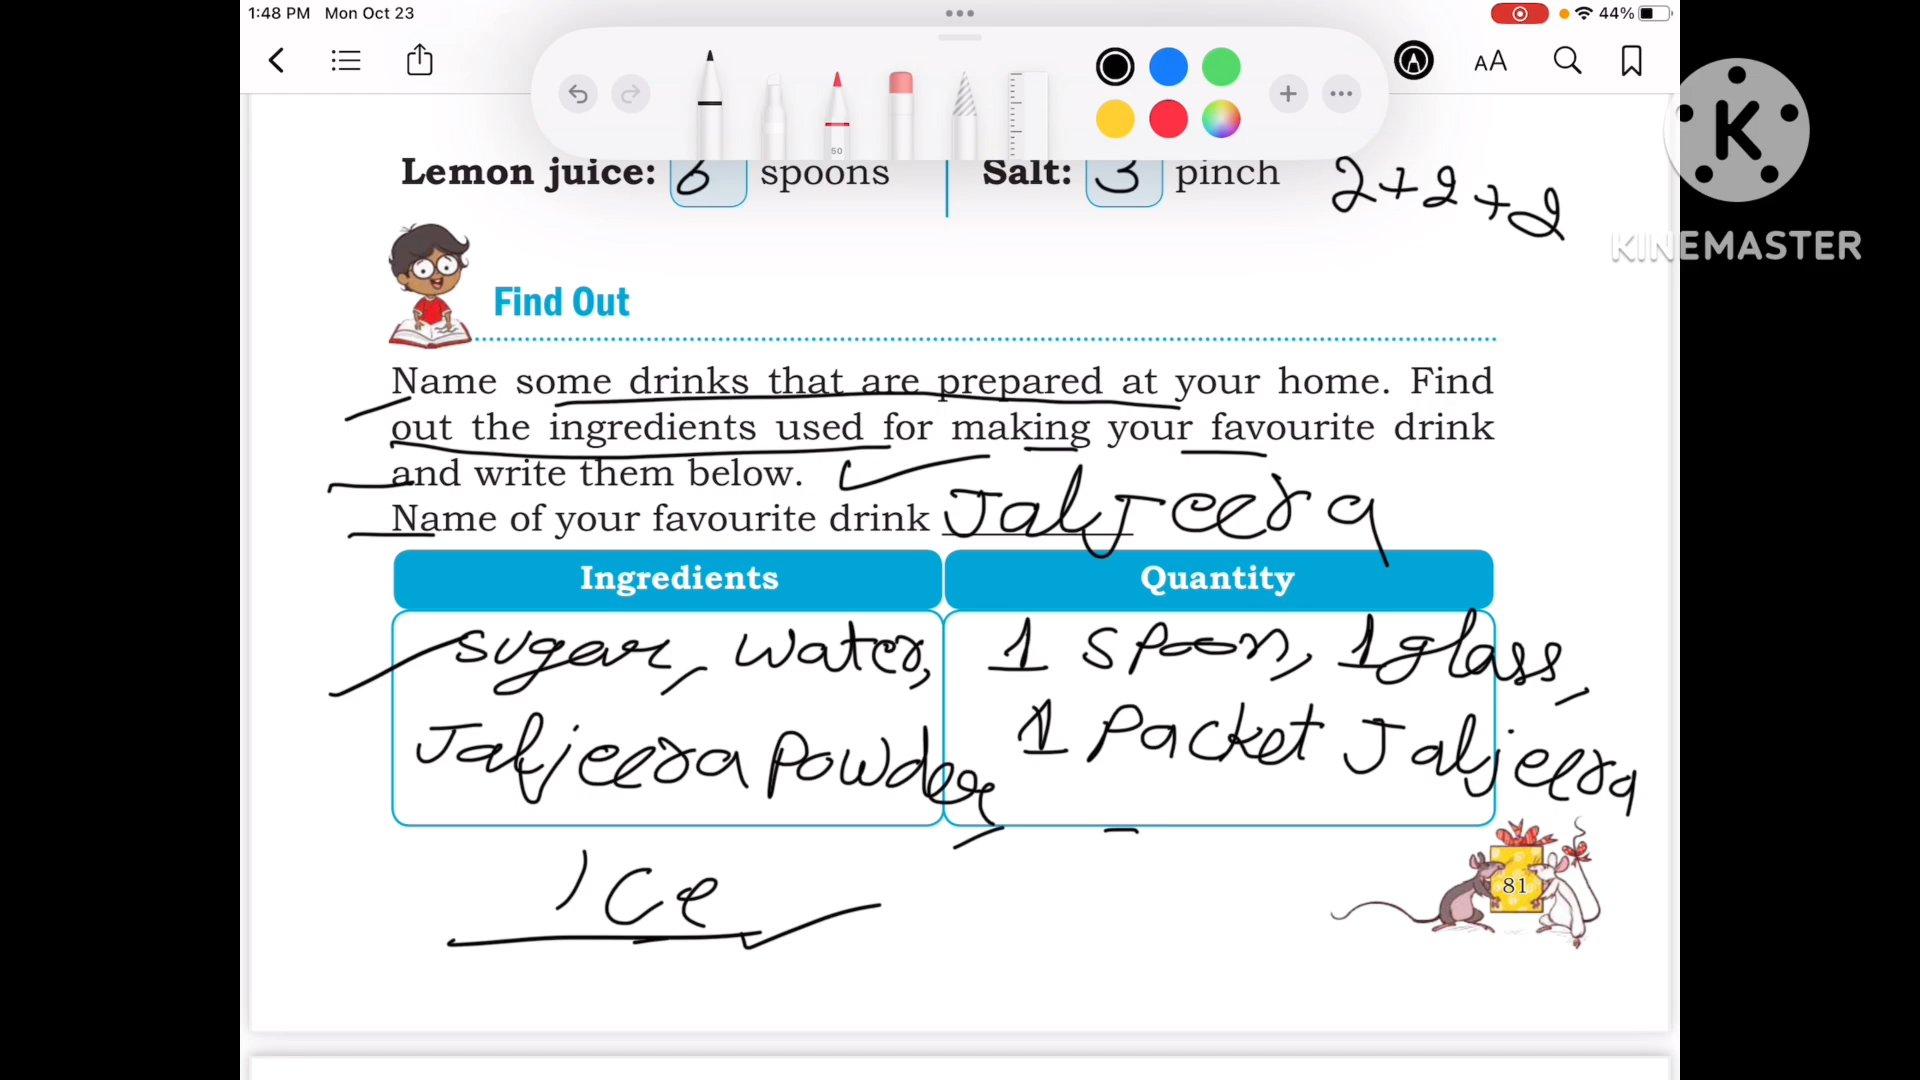 1:48 PM Mon Oct 23
44%
50
AA
K
KINEMASTER
Lemon juice: 6 spoons
Salt: 3 pinch
2+2+2
Find Out
Name some drinks that are prepared at your home. Find
out the ingredients used for making your favourite drink
and write them below.
Name of your favourite drink Jaljeera
Ingredients Quantity
sugar, water, 1 spoon, 1 glass,
Jaljeera Powder, 1 Packet Jaljeera
Ice
81